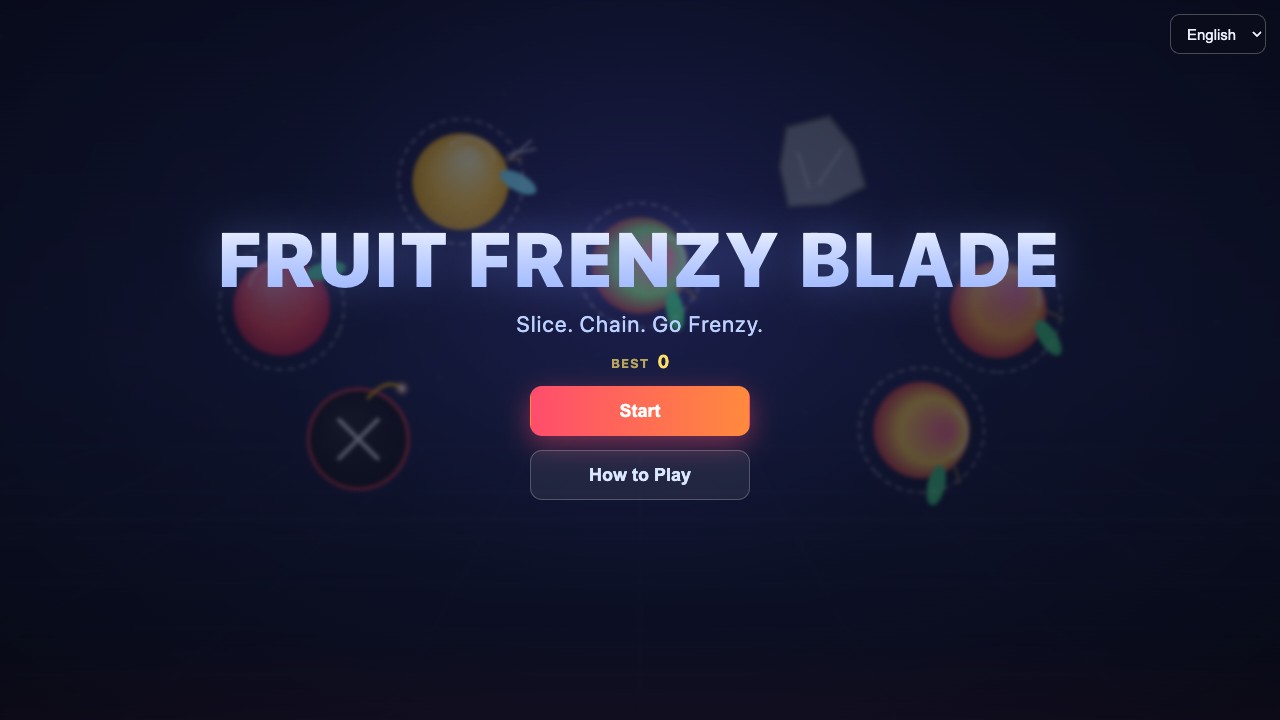 English
FRUIT FRENZY BLADE
Slice. Chain. Go Frenzy.
BEST 0
Start
How to Play